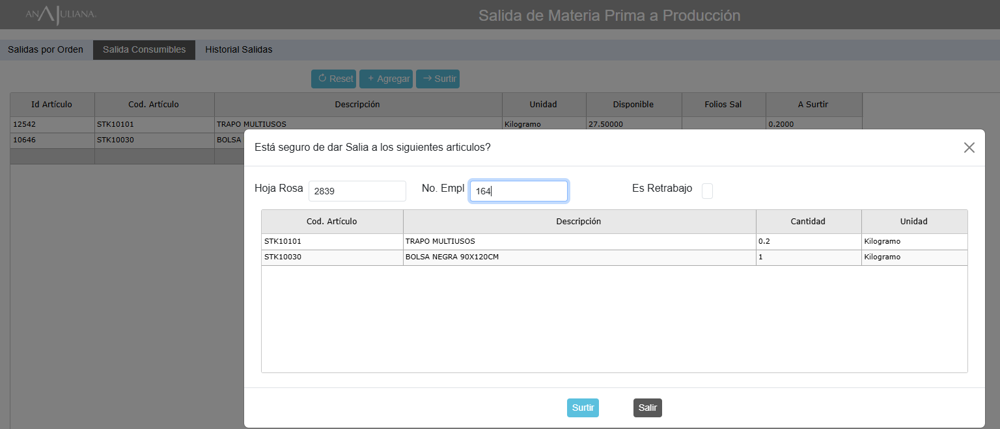 ANAJULIANA.
Salida de Materia Prima a Producción
Salidas por Orden Salida Consumibles Historial Salidas
Reset + Agregar → Surtir
Id Artículo Cod. Artículo Descripción Unidad Disponible Folios Sal A Surtir
12542 STK10101 TRAPO MULTIUSOS Kilogramo 27.50000 0.2000
10646 STK10030 BOLSA
Está seguro de dar Salia a los siguientes articulos?
Hoja Rosa 2839 No. Empl 164 Es Retrabajo
Cod. Artículo Descripción Cantidad Unidad
STK10101 TRAPO MULTIUSOS 0.2 Kilogramo
STK10030 BOLSA NEGRA 90X120CM 1 Kilogramo
Surtir Salir